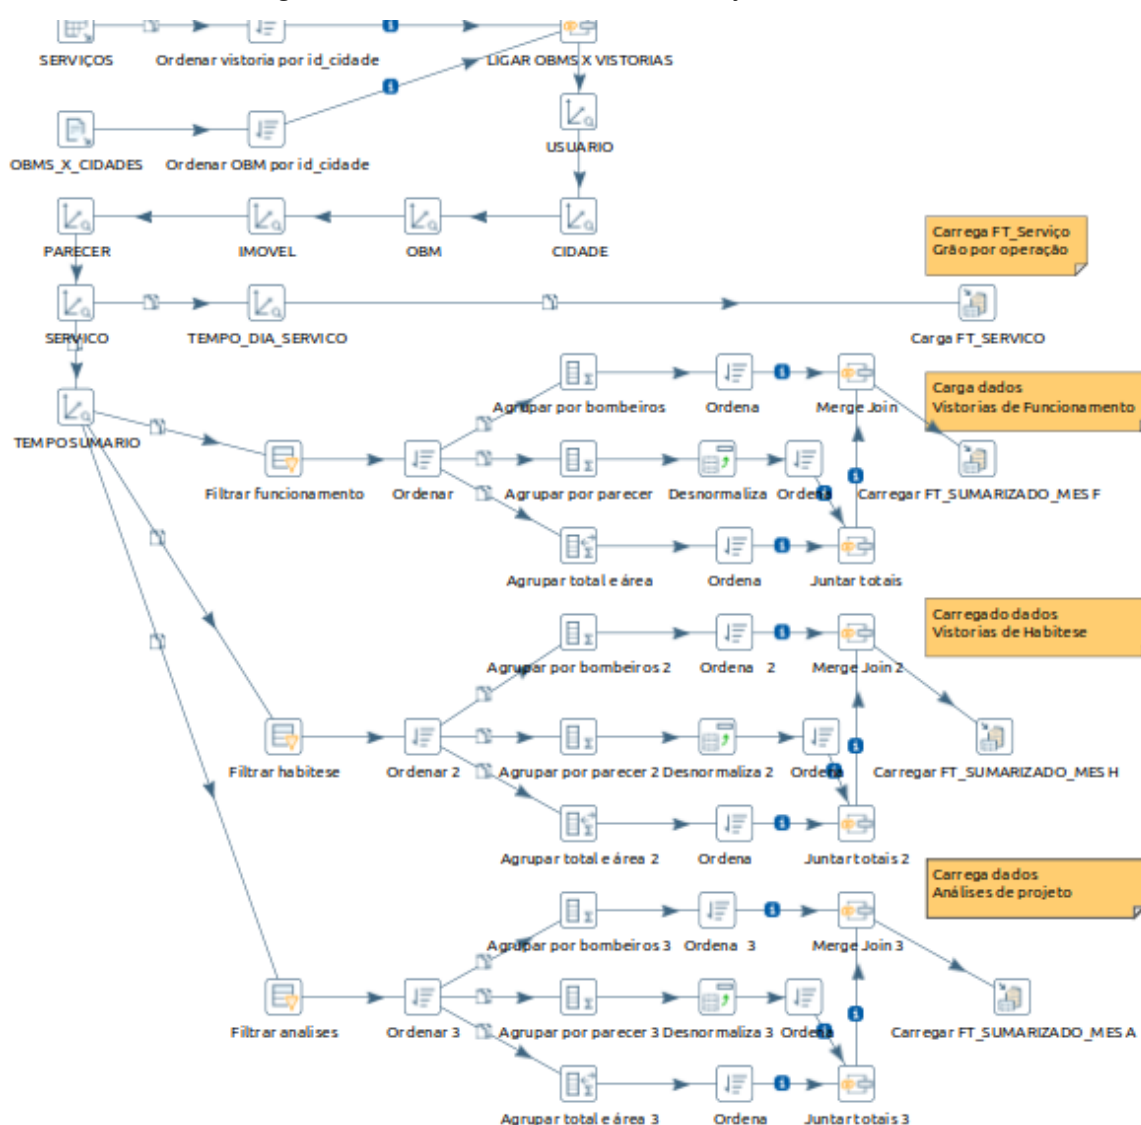 SERVIÇOS
Ordenar vistoria por id_cidade
LIGAR OBMS X VISTORIAS
USUARIO
OBMS_X_CIDADES
Ordenar OBM por id_cidade
PARECER
IMOVEL
OBM
CIDADE
Carrega FT_Serviço
Grão por operação
SERVICO
TEMPO_DIA_SERVICO
Carga FT_SERVICO
TEMPO SUMARIO
Agrupar por bombeiros
Ordena
Merge Join
Carga dados
Vistorias de Funcionamento
Filtrar funcionamento
Ordenar
Agrupar por parecer
Desnormaliza
Ordena
Carregar FT_SUMARIZADO_MES F
Agrupar total e área
Ordena
Juntar totais
Carregado dados
Vistorias de Habitese
Agrupar por bombeiros 2
Ordena 2
Merge Join 2
Filtrar habitese
Ordenar 2
Agrupar por parecer 2
Desnormaliza 2
Ordena
Carregar FT_SUMARIZADO_MES H
Agrupar total e área 2
Ordena
Juntar totais 2
Carrega dados
Análises de projeto
Agrupar por bombeiros 3
Ordena 3
Merge Join 3
Filtrar analises
Ordenar 3
Agrupar por parecer 3
Desnormaliza 3
Ordena
Carregar FT_SUMARIZADO_MES A
Agrupar total e área 3
Ordena
Juntar totais 3